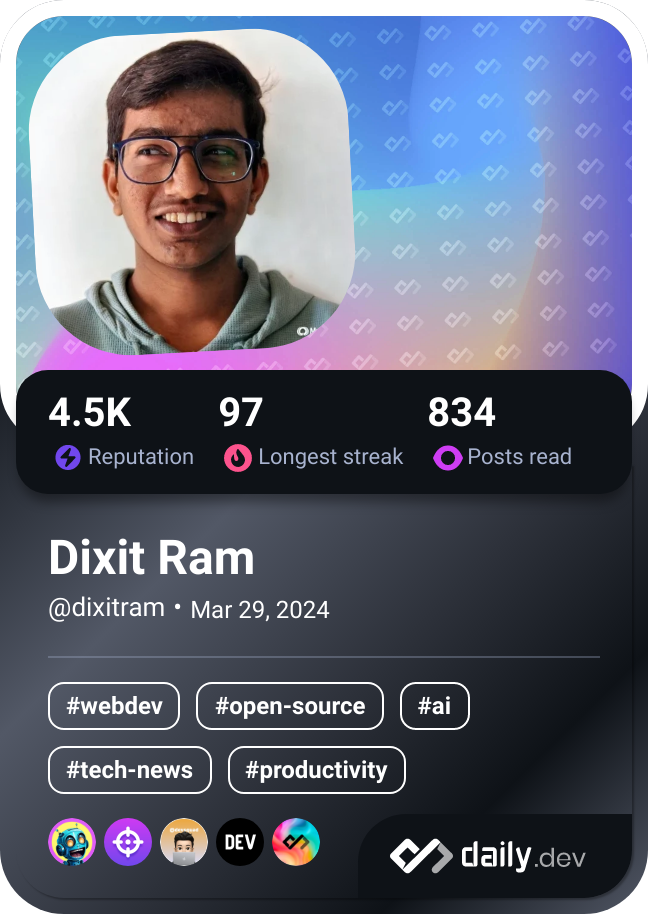 4.5K 97 834
Reputation Longest streak Posts read
Dixit Ram
@dixitram • Mar 29, 2024
#webdev #open-source #ai
#tech-news #productivity
DEV
daily.dev